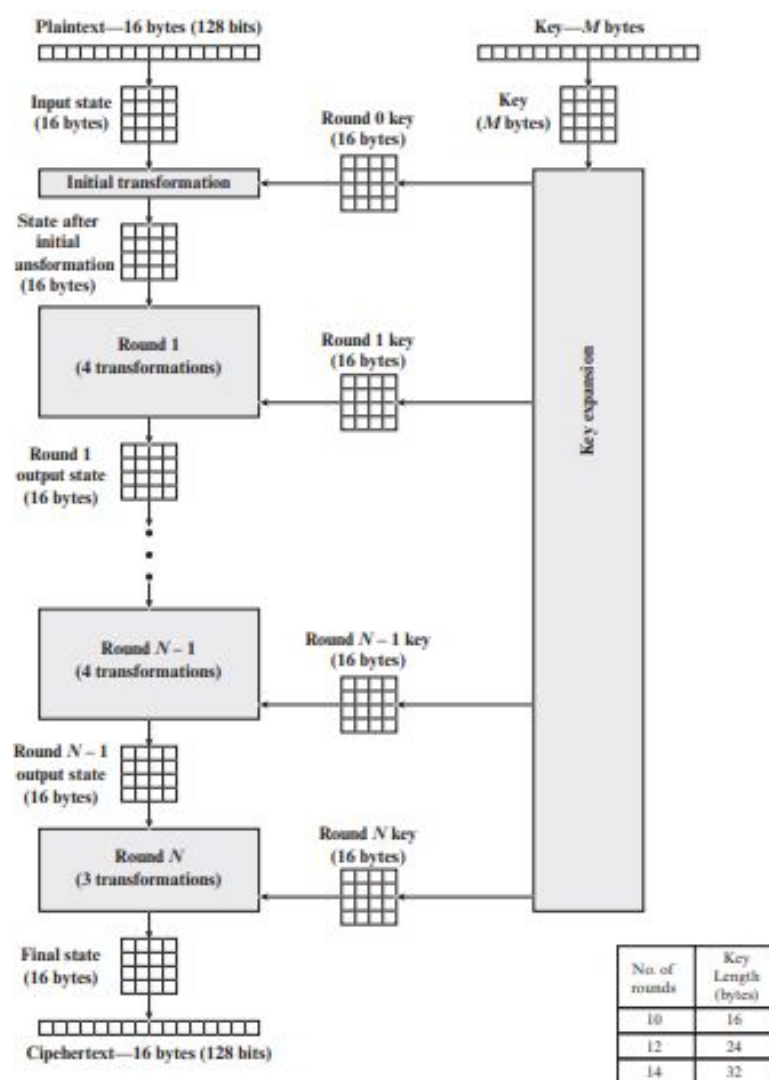 Plaintext—16 bytes (128 bits)
Key—M bytes
Input state
(16 bytes)
Key
(M bytes)
Round 0 key
(16 bytes)
Initial transformation
State after
initial
ansformation
(16 bytes)
Round 1
(4 transformations)
Round 1 key
(16 bytes)
Key expansion
Round 1
output state
(16 bytes)
Round N – 1
(4 transformations)
Round N – 1 key
(16 bytes)
Round N – 1
output state
(16 bytes)
Round N
(3 transformations)
Round N key
(16 bytes)
Final state
(16 bytes)
Cipehertext—16 bytes (128 bits)
No. of
rounds
Key
Length
(bytes)
10 16
12 24
14 32